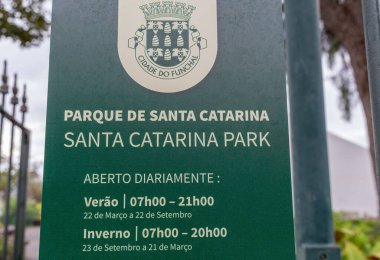 CIDADE DO FUNCHAL
PARQUE DE SANTA CATARINA
SANTA CATARINA PARK
ABERTO DIARIAMENTE :
Verão | 07h00 – 21h00
22 de Março a 22 de Setembro
Inverno | 07h00 – 20h00
23 de Setembro a 21 de Março